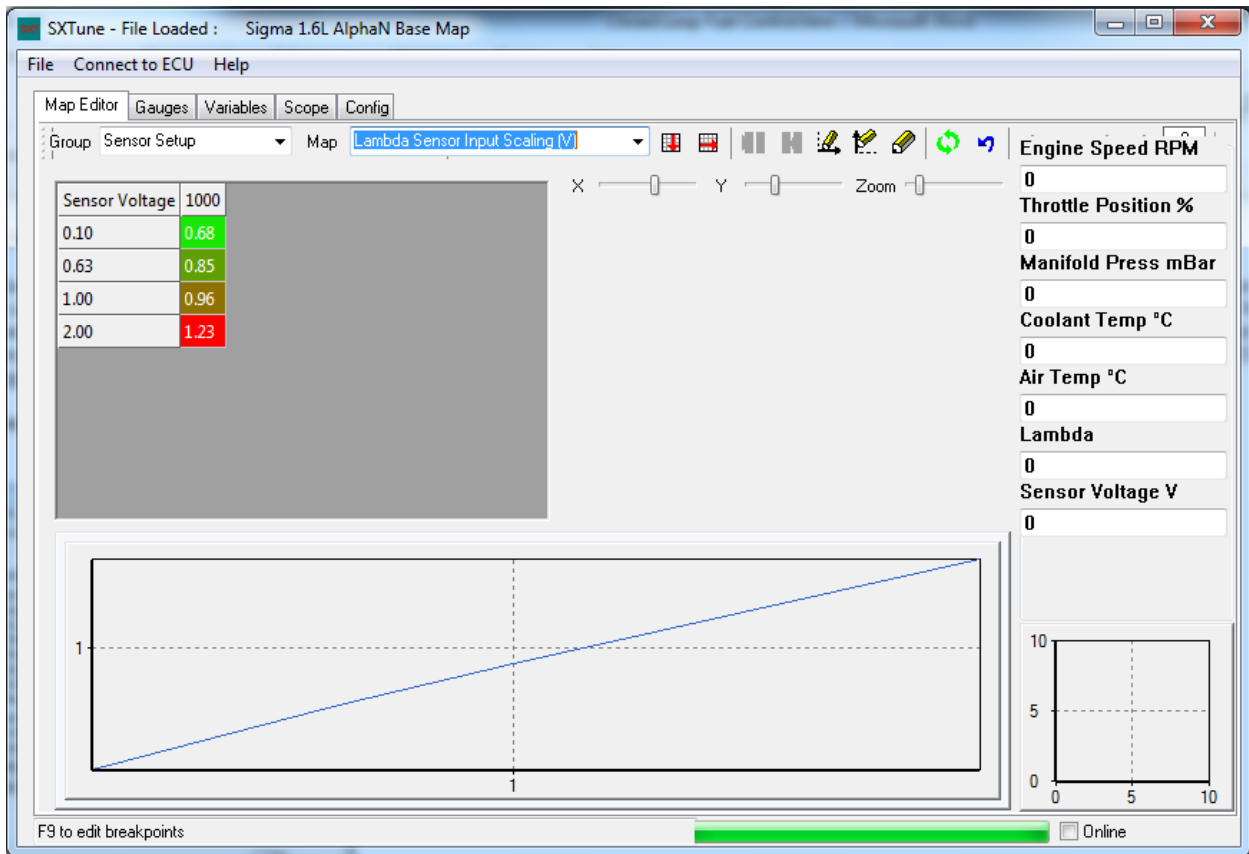 SXTune - File Loaded : Sigma 1.6L AlphaN Base Map
File Connect to ECU Help
Map Editor Gauges Variables Scope Config
Group Sensor Setup Map Lambda Sensor Input Scaling (V)
X Y Zoom
Sensor Voltage 1000
0.10 0.68
0.63 0.85
1.00 0.96
2.00 1.23
Engine Speed RPM
0
Throttle Position %
0
Manifold Press mBar
0
Coolant Temp °C
0
Air Temp °C
0
Lambda
0
Sensor Voltage V
0
1
1
10
5
0
0 5 10
F9 to edit breakpoints
Online